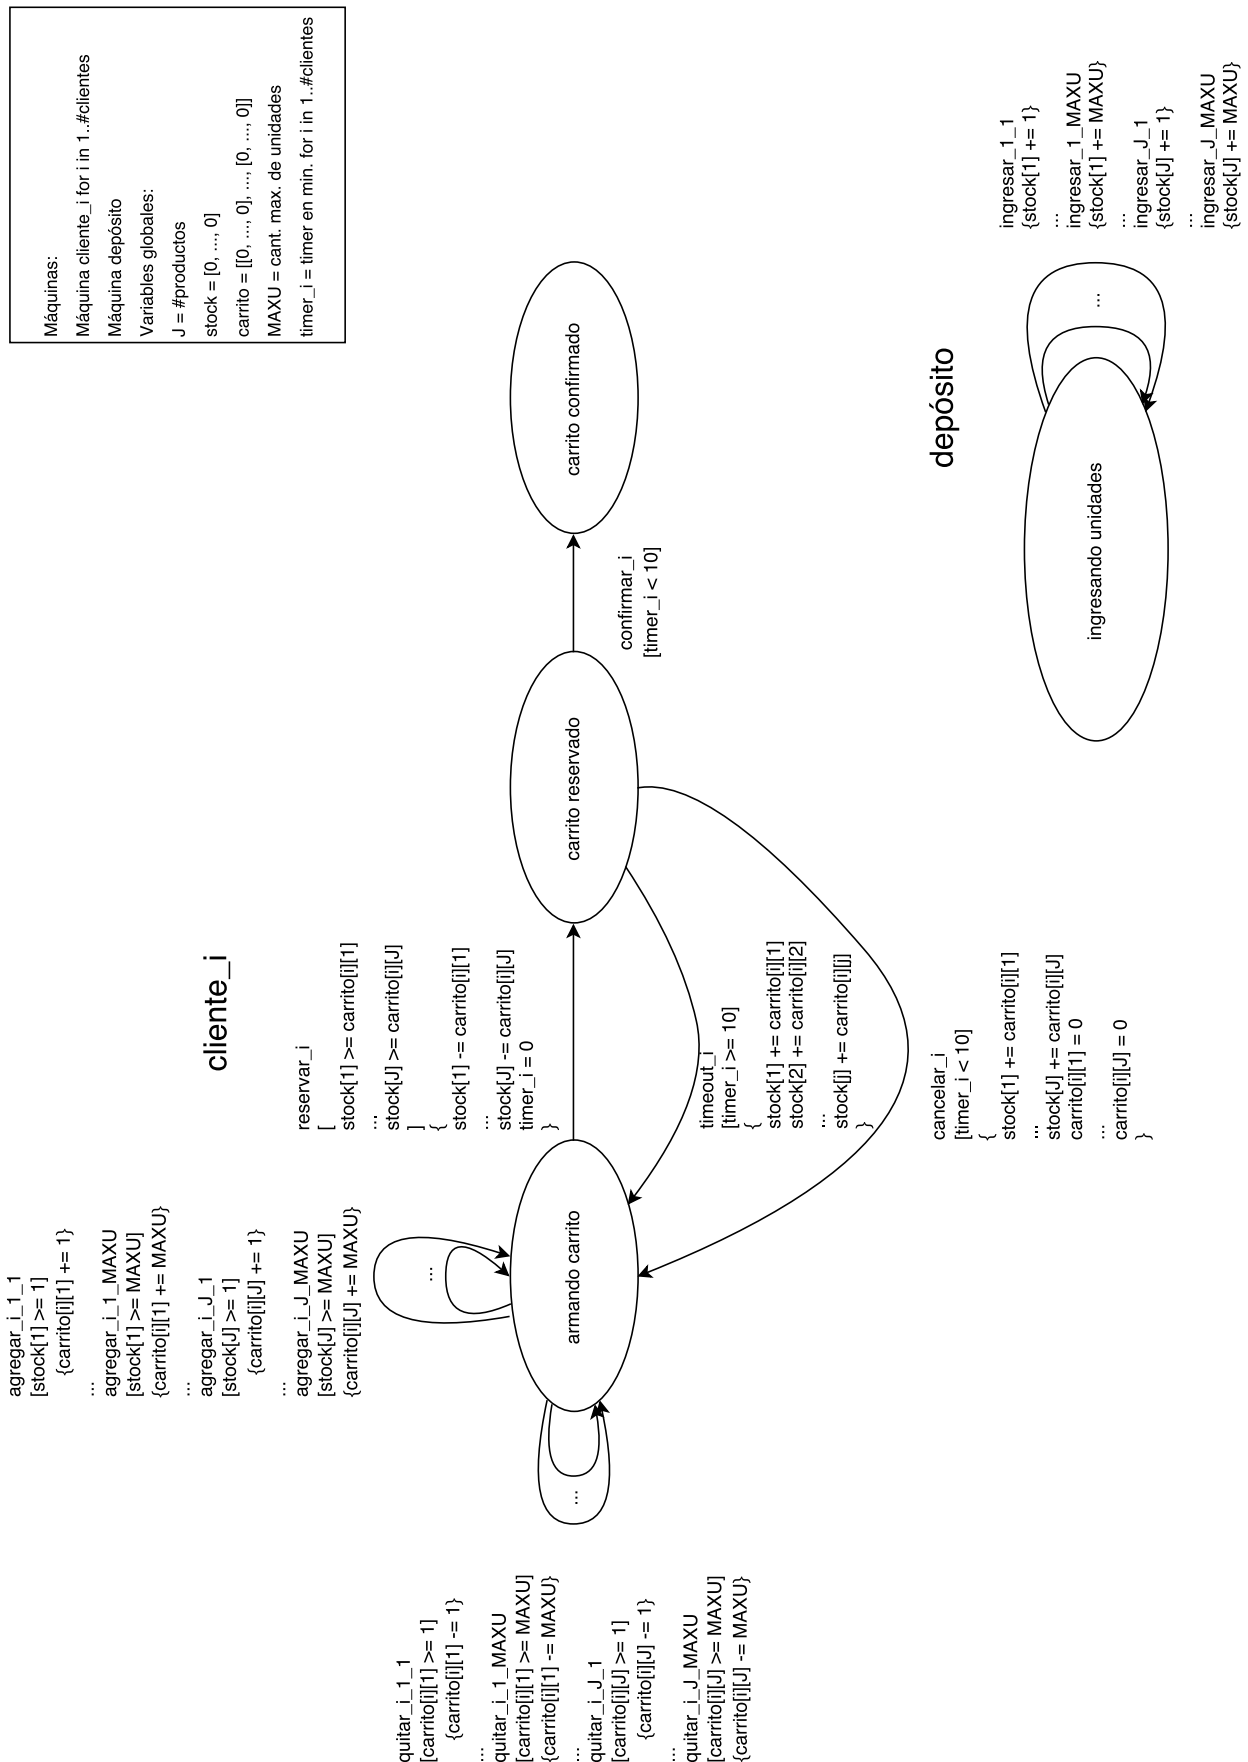 Máquinas:
Máquina cliente_i for i in 1..#clientes
Máquina depósito
Variables globales:
J = #productos
stock = [0, ..., 0]
carrito = [[0, ..., 0], ..., [0, ..., 0]]
MAXU = cant. max. de unidades
timer_i = timer en min. for i in 1..#clientes
cliente_i
agregar_i_1_1
[stock[1] >= 1]
{carrito[i][1] += 1}
...
agregar_i_1_MAXU
[stock[1] >= MAXU]
{carrito[i][1] += MAXU}
...
agregar_i_J_1
[stock[J] >= 1]
{carrito[i][J] += 1}
...
agregar_i_J_MAXU
[stock[J] >= MAXU]
{carrito[i][J] += MAXU}
...
quitar_i_1_1
[carrito[i][1] >= 1]
{carrito[i][1] -= 1}
...
quitar_i_1_MAXU
[carrito[i][1] >= MAXU]
{carrito[i][1] -= MAXU}
...
quitar_i_J_1
[carrito[i][J] >= 1]
{carrito[i][J] -= 1}
...
quitar_i_J_MAXU
[carrito[i][J] >= MAXU]
{carrito[i][J] -= MAXU}
...
armando carrito
reservar_i
[
stock[1] >= carrito[i][1]
...
stock[J] >= carrito[i][J]
]
{
stock[1] -= carrito[i][1]
...
stock[J] -= carrito[i][J]
timer_i = 0
}
carrito reservado
confirmar_i
[timer_i < 10]
carrito confirmado
timeout_i
[timer_i >= 10]
{
stock[1] += carrito[i][1]
stock[2] += carrito[i][2]
...
stock[j] += carrito[i][j]
}
cancelar_i
[timer_i < 10]
{
stock[1] += carrito[i][1]
...
stock[J] += carrito[i][J]
carrito[i][1] = 0
...
carrito[i][J] = 0
}
depósito
ingresando unidades
...
ingresar_1_1
{stock[1] += 1}
...
ingresar_1_MAXU
{stock[1] += MAXU}
...
ingresar_J_1
{stock[J] += 1}
...
ingresar_J_MAXU
{stock[J] += MAXU}